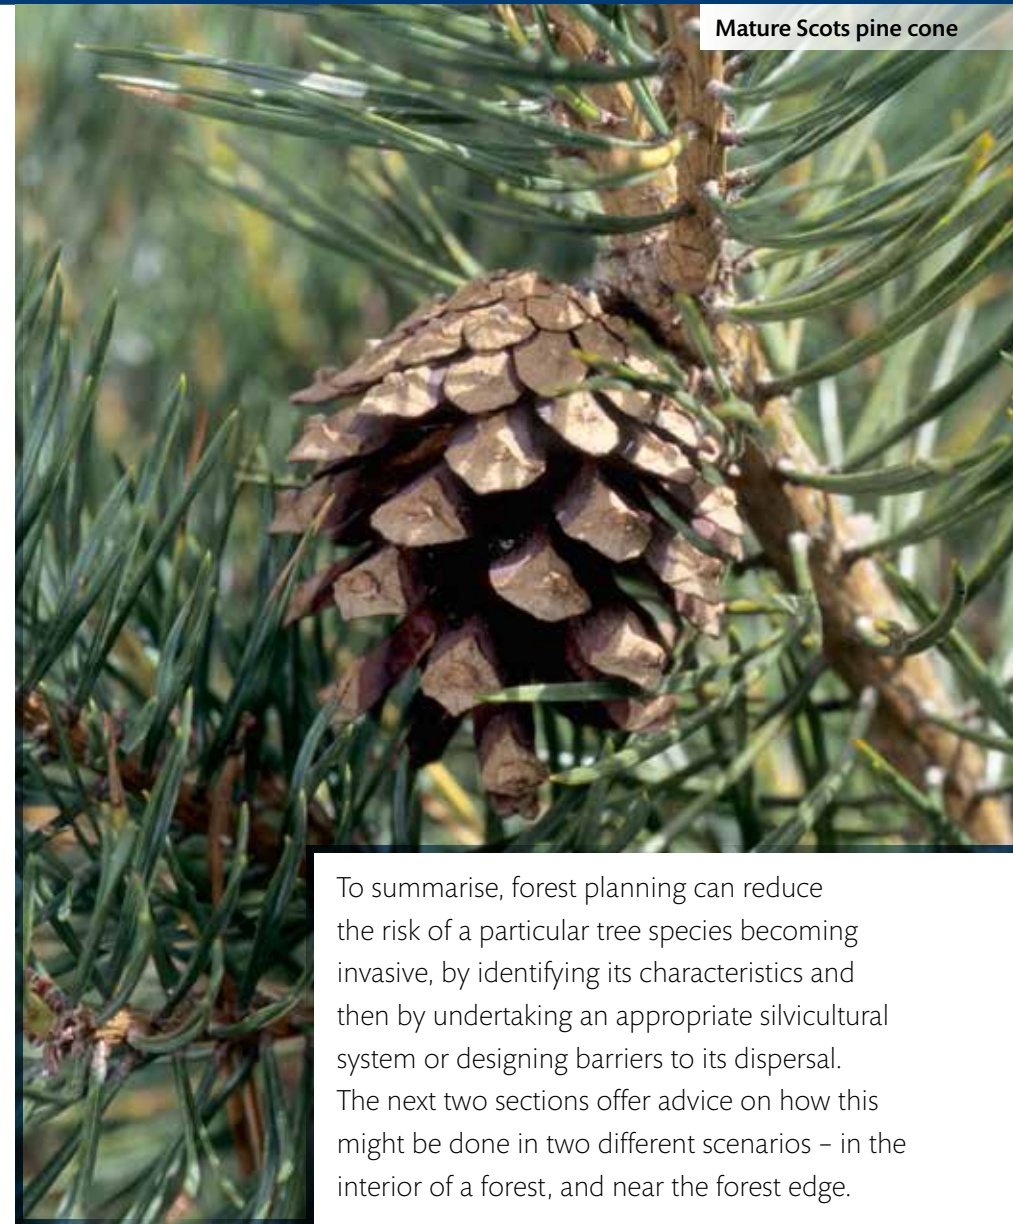 Mature Scots pine cone
To summarise, forest planning can reduce
the risk of a particular tree species becoming
invasive, by identifying its characteristics and
then by undertaking an appropriate silvicultural
system or designing barriers to its dispersal.
The next two sections offer advice on how this
might be done in two different scenarios – in the
interior of a forest, and near the forest edge.